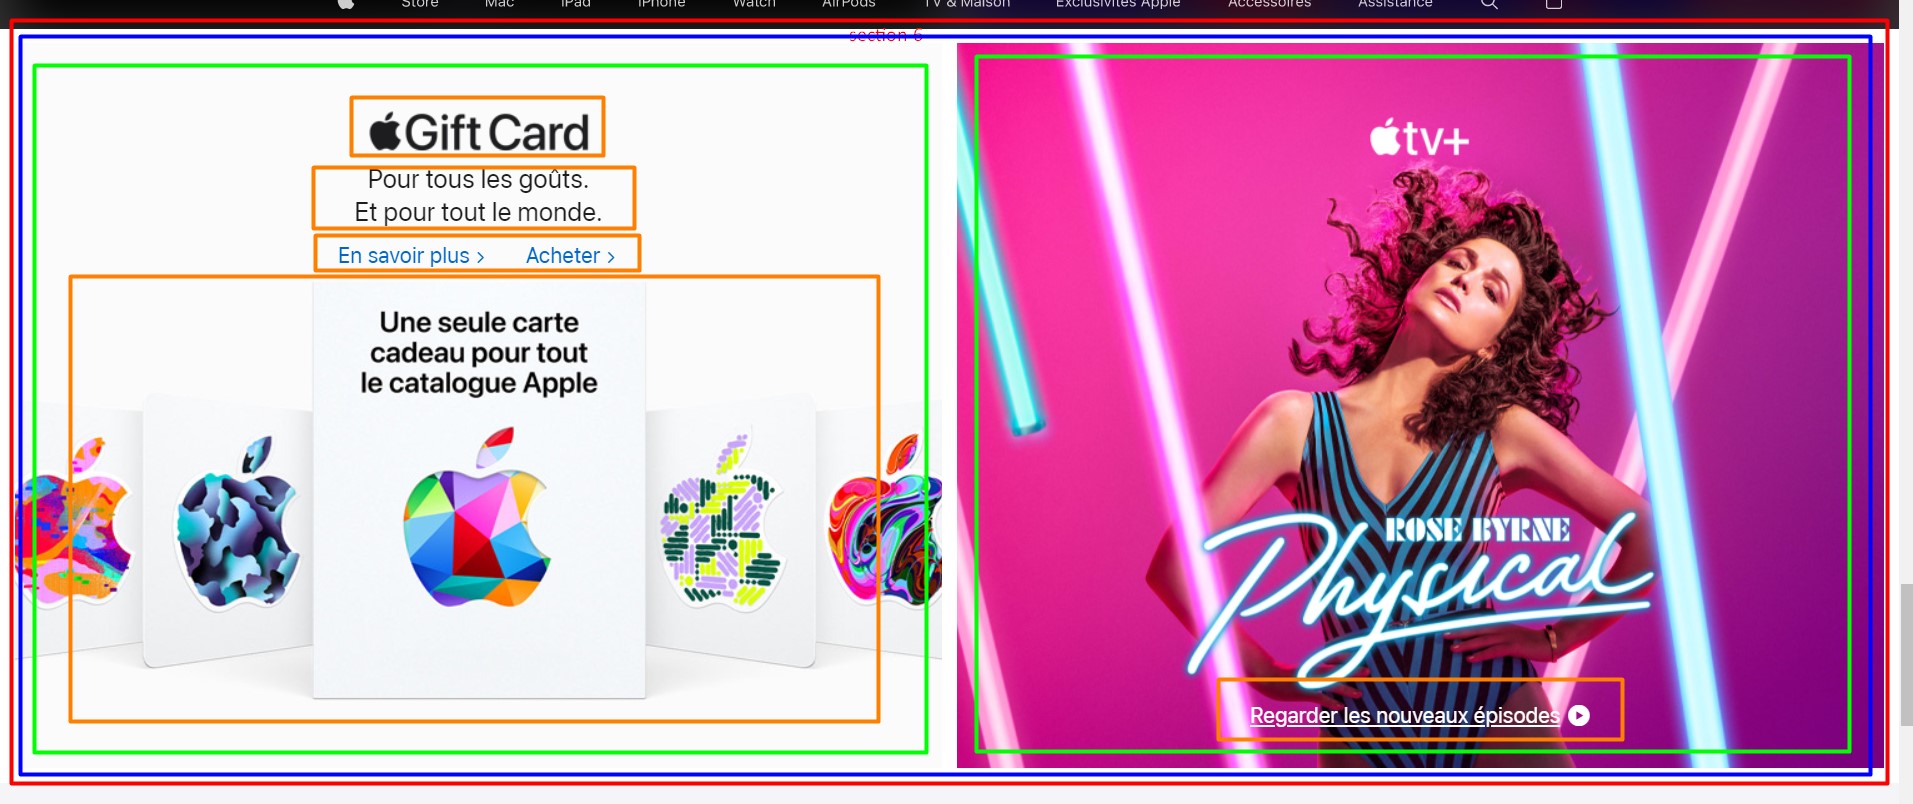 Store Mac iPad iPhone Watch AirPods TV & Maison Exclusivités Apple Accessoires Assistance
section 6
Gift Card
Pour tous les goûts.
Et pour tout le monde.
En savoir plus > Acheter >
Une seule carte
cadeau pour tout
le catalogue Apple
tv+
ROSE BYRNE
Physical
Regarder les nouveaux épisodes